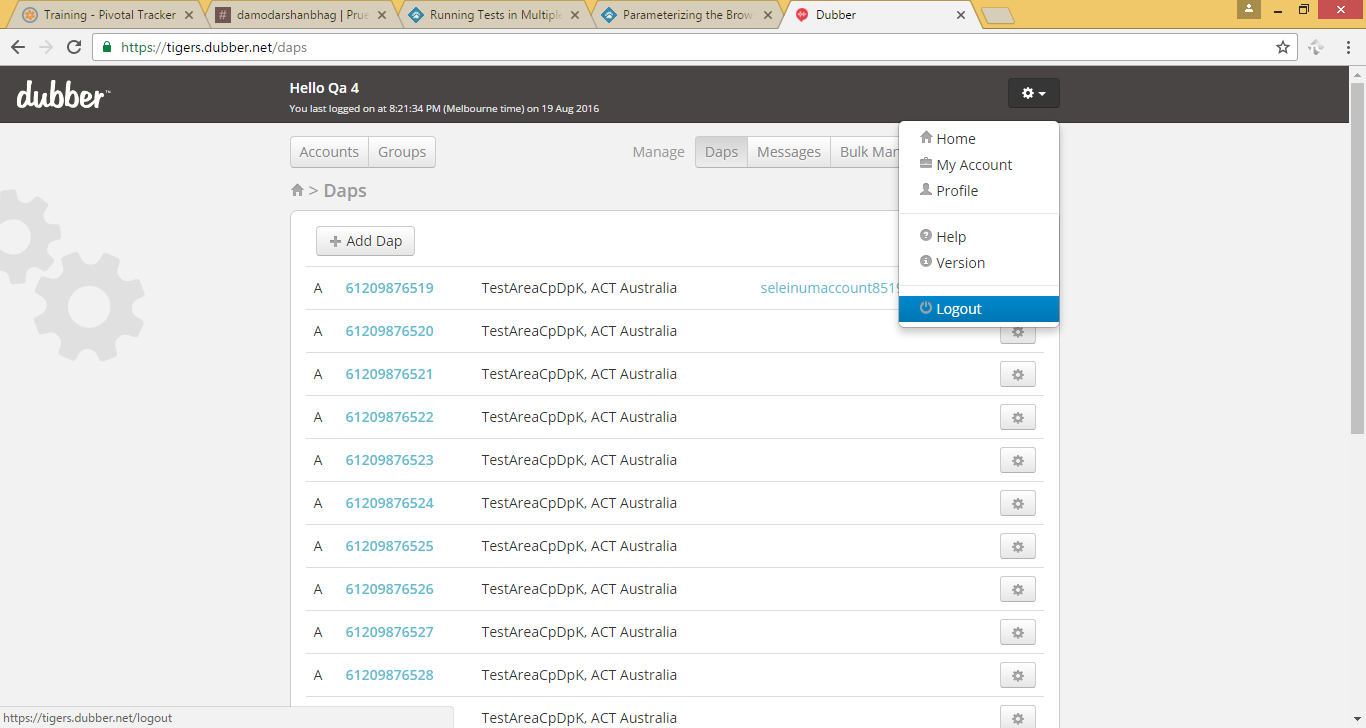 Training - Pivotal Tracker
damodarshanbhag | Prue
Running Tests in Multiple
Parameterizing the Brow
Dubber
https://tigers.dubber.net/daps
dubber™
Hello Qa 4
You last logged on at 8:21:34 PM (Melbourne time) on 19 Aug 2016
Accounts Groups Manage Daps Messages Bulk Man
Home
My Account
Profile
Help
Version
Logout
> Daps
+ Add Dap
A 61209876519 TestAreaCpDpK, ACT Australia seleinumaccount8519
A 61209876520 TestAreaCpDpK, ACT Australia
A 61209876521 TestAreaCpDpK, ACT Australia
A 61209876522 TestAreaCpDpK, ACT Australia
A 61209876523 TestAreaCpDpK, ACT Australia
A 61209876524 TestAreaCpDpK, ACT Australia
A 61209876525 TestAreaCpDpK, ACT Australia
A 61209876526 TestAreaCpDpK, ACT Australia
A 61209876527 TestAreaCpDpK, ACT Australia
A 61209876528 TestAreaCpDpK, ACT Australia
TestAreaCpDpK, ACT Australia
https://tigers.dubber.net/logout